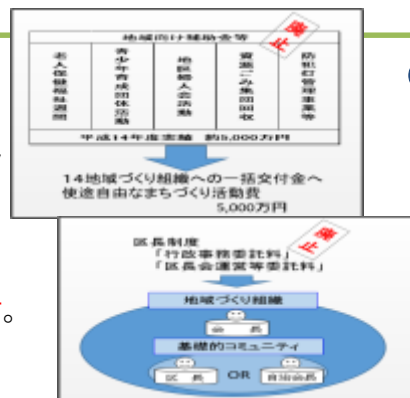 地域向け補助金等
廃止
老人保健福祉週間
青少年育成団体活動
地区婦人会活動
資源ごみ集団回収
防犯灯管理事業等
平成14年度実績 約5,000万円
14地域づくり組織への一括交付金へ
使途自由なまちづくり活動費
5,000万円
区長制度
「行政事務委託料」
「区長会運営等委託料」
廃止
地域づくり組織
会 長
基礎的コミュニティ
区 長 OR 自治会長
。